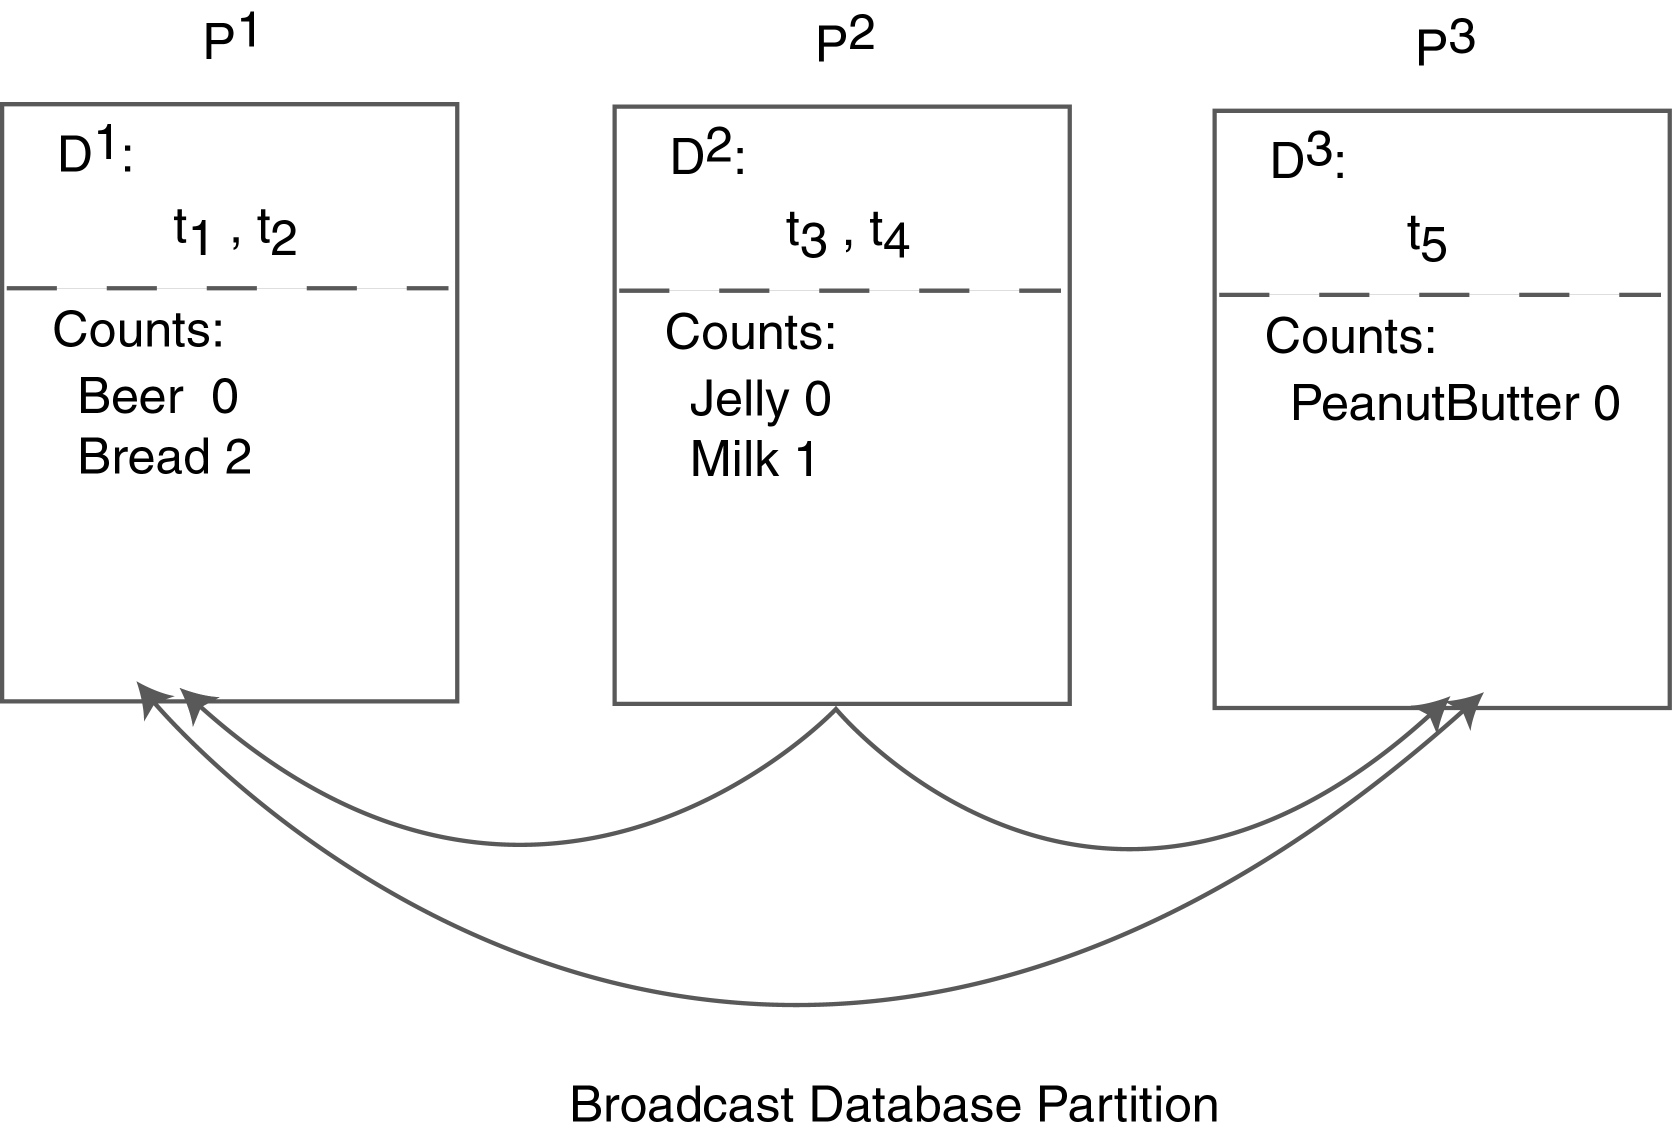 P1 P2 P3
D1: D2: D3:
t1 , t2 t3 , t4 t5
Counts: Counts: Counts:
Beer 0 Jelly 0 PeanutButter 0
Bread 2 Milk 1
Broadcast Database Partition